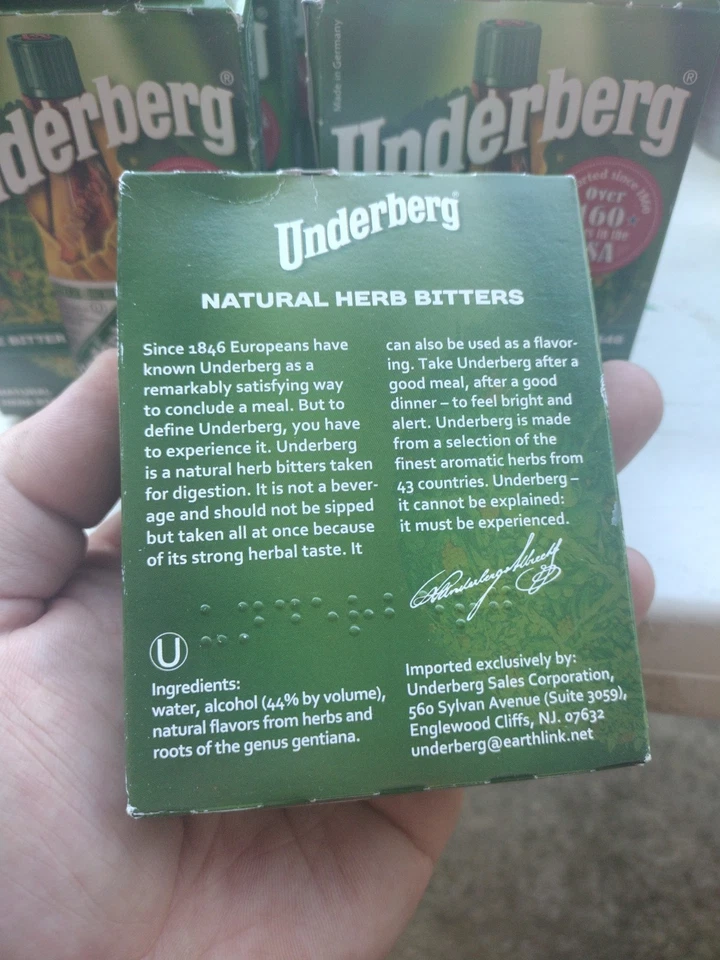 Underberg®
Made in Germany
Underberg®
Over
160
in the
USA
BITTER
Underberg®
NATURAL HERB BITTERS
Since 1846 Europeans have
known Underberg as a
remarkably satisfying way
to conclude a meal. But to
define Underberg, you have
to experience it. Underberg
is a natural herb bitters taken
for digestion. It is not a bever-
age and should not be sipped
but taken all at once because
of its strong herbal taste. It
can also be used as a flavor-
ing. Take Underberg after a
good meal, after a good
dinner – to feel bright and
alert. Underberg is made
from a selection of the
finest aromatic herbs from
43 countries. Underberg –
it cannot be explained:
it must be experienced.
U
Ingredients:
water, alcohol (44% by volume),
natural flavors from herbs and
roots of the genus gentiana.
Imported exclusively by:
Underberg Sales Corporation,
560 Sylvan Avenue (Suite 3059),
Englewood Cliffs, NJ. 07632
underberg@earthlink.net